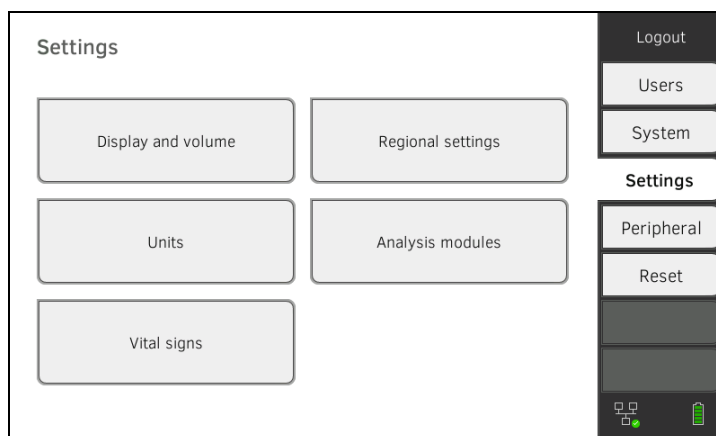 Settings
Display and volume
Regional settings
Units
Analysis modules
Vital signs
Logout
Users
System
Settings
Peripheral
Reset